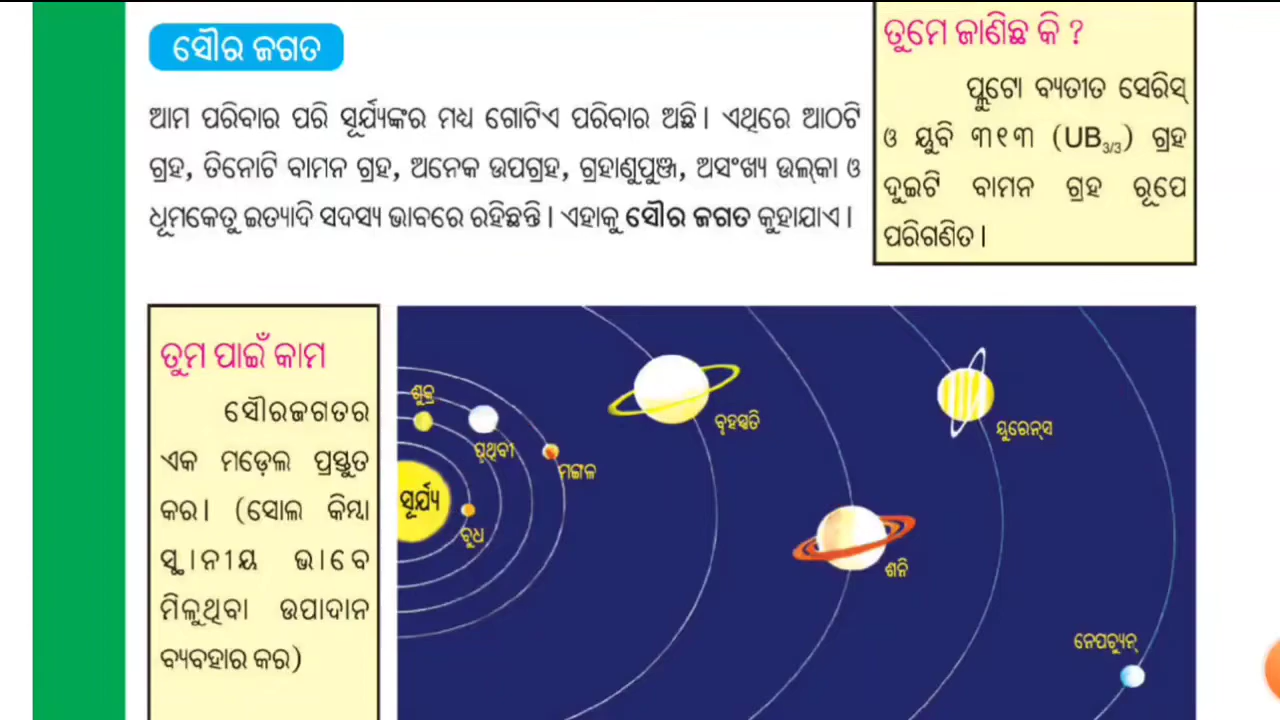 ସୌର ଜଗତ
ଆମ ପରିବାର ପରି ସୂର୍ଯ୍ୟଙ୍କର ମଧ୍ୟ ଗୋଟିଏ ପରିବାର ଅଛି । ଏଥିରେ ଆଠଟି
ଗ୍ରହ, ତିନୋଟି ବାମନ ଗ୍ରହ, ଅନେକ ଉପଗ୍ରହ, ଗ୍ରହାଣୁପୁଞ୍ଜ, ଅସଂଖ୍ୟ ଉଲ୍‌କା ଓ
ଧୂମକେତୁ ଇତ୍ୟାଦି ସଦସ୍ୟ ଭାବରେ ରହିଛନ୍ତି । ଏହାକୁ ସୌର ଜଗତ କୁହାଯାଏ ।
ତୁମେ ଜାଣିଛ କି ?
ପ୍ଲୁଟୋ ବ୍ୟତୀତ ସେରିସ୍
ଓ ୟୁବି ୩୧୩ (UB3/3) ଗ୍ରହ
ଦୁଇଟି ବାମନ ଗ୍ରହ ରୂପେ
ପରିଗଣିତ ।
ତୁମ ପାଇଁ କାମ
ସୌରଜଗତର
ଏକ ମଡ଼େଲ ପ୍ରସ୍ତୁତ
କର। (ସୋଲ କିମ୍ବା
ସ୍ଥାନୀୟ ଭାବେ
ମିଳୁଥିବା ଉପାଦାନ
ବ୍ୟବହାର କର)
ଶୁକ୍ର
ପୃଥିବୀ
ମଙ୍ଗଳ
ସୂର୍ଯ୍ୟ
ବୁଧ
ବୃହସ୍ପତି
ୟୁରେନ୍‌ସ
ଶନି
ନେପଚ୍ୟୁନ୍